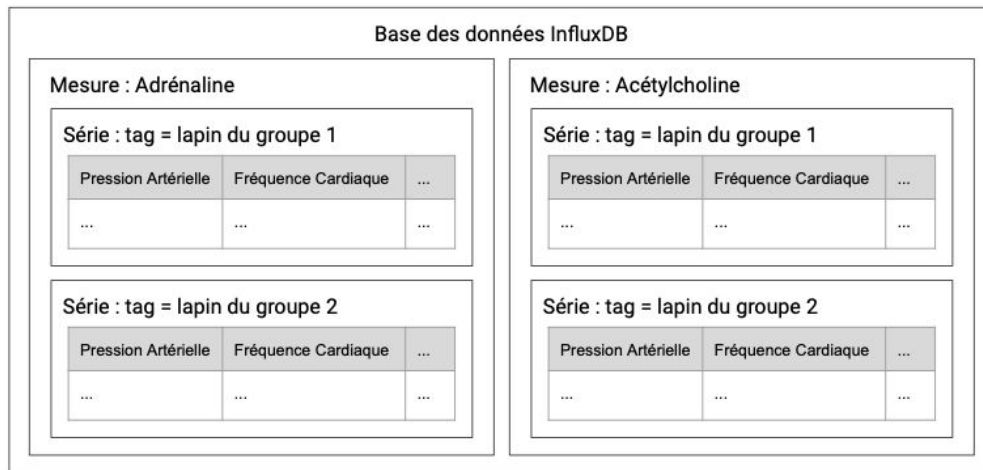 Base des données InfluxDB
Mesure : Adrénaline
Série : tag = lapin du groupe 1
Pression Artérielle Fréquence Cardiaque ...
... ... ...
Série : tag = lapin du groupe 2
Pression Artérielle Fréquence Cardiaque ...
... ... ...
Mesure : Acétylcholine
Série : tag = lapin du groupe 1
Pression Artérielle Fréquence Cardiaque ...
... ... ...
Série : tag = lapin du groupe 2
Pression Artérielle Fréquence Cardiaque ...
... ... ...